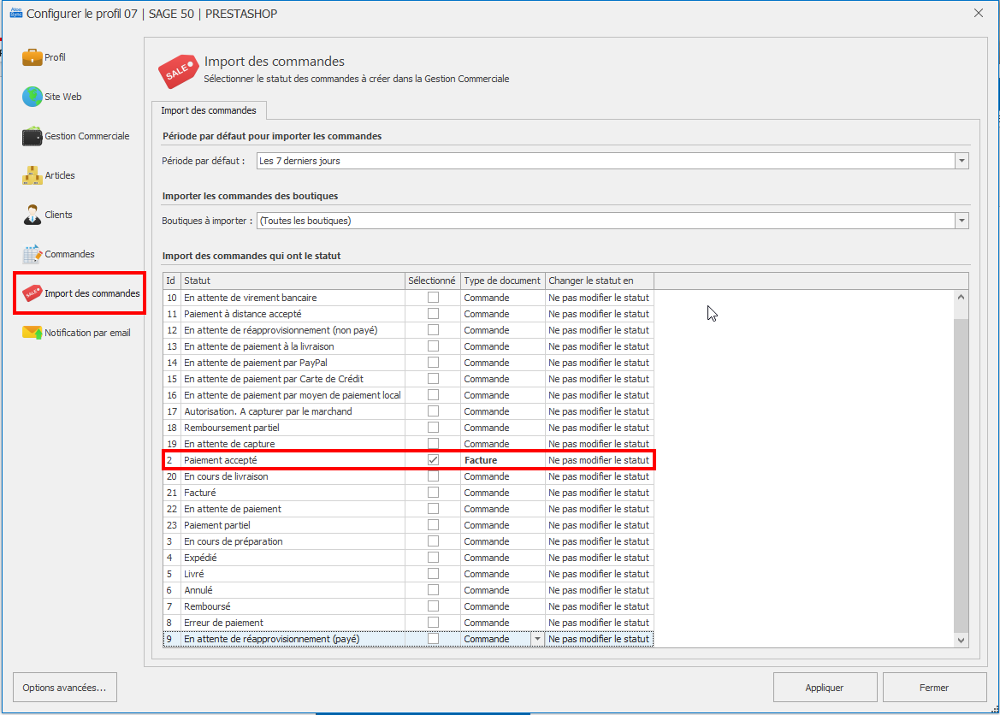 Configurer le profil 07 | SAGE 50 | PRESTASHOP
Profil
Site Web
Gestion Commerciale
Articles
Clients
Commandes
Import des commandes
Notification par email
SALE
Import des commandes
Sélectionner le statut des commandes à créer dans la Gestion Commerciale
Import des commandes
Période par défaut pour importer les commandes
Période par défaut : Les 7 derniers jours
Importer les commandes des boutiques
Boutiques à importer : (Toutes les boutiques)
Import des commandes qui ont le statut
Id Statut Sélectionné Type de document Changer le statut en
10 En attente de virement bancaire Commande Ne pas modifier le statut
11 Paiement à distance accepté Commande Ne pas modifier le statut
12 En attente de réapprovisionnement (non payé) Commande Ne pas modifier le statut
13 En attente de paiement à la livraison Commande Ne pas modifier le statut
14 En attente de paiement par PayPal Commande Ne pas modifier le statut
15 En attente de paiement par Carte de Crédit Commande Ne pas modifier le statut
16 En attente de paiement par moyen de paiement local Commande Ne pas modifier le statut
17 Autorisation. A capturer par le marchand Commande Ne pas modifier le statut
18 Remboursement partiel Commande Ne pas modifier le statut
19 En attente de capture Commande Ne pas modifier le statut
2 Paiement accepté Facture Ne pas modifier le statut
20 En cours de livraison Commande Ne pas modifier le statut
21 Facturé Commande Ne pas modifier le statut
22 En attente de paiement Commande Ne pas modifier le statut
23 Paiement partiel Commande Ne pas modifier le statut
3 En cours de préparation Commande Ne pas modifier le statut
4 Expédié Commande Ne pas modifier le statut
5 Livré Commande Ne pas modifier le statut
6 Annulé Commande Ne pas modifier le statut
7 Remboursé Commande Ne pas modifier le statut
8 Erreur de paiement Commande Ne pas modifier le statut
9 En attente de réapprovisionnement (payé) Commande Ne pas modifier le statut
Options avancées...
Appliquer
Fermer